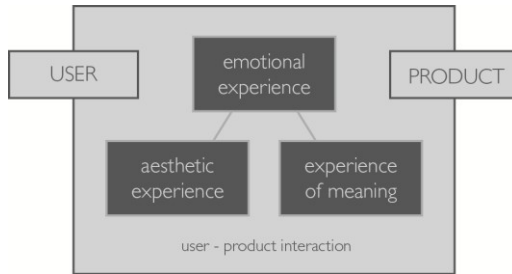 emotional
experience
USER
PRODUCT
aesthetic
experience
experience
of meaning
user - product interaction